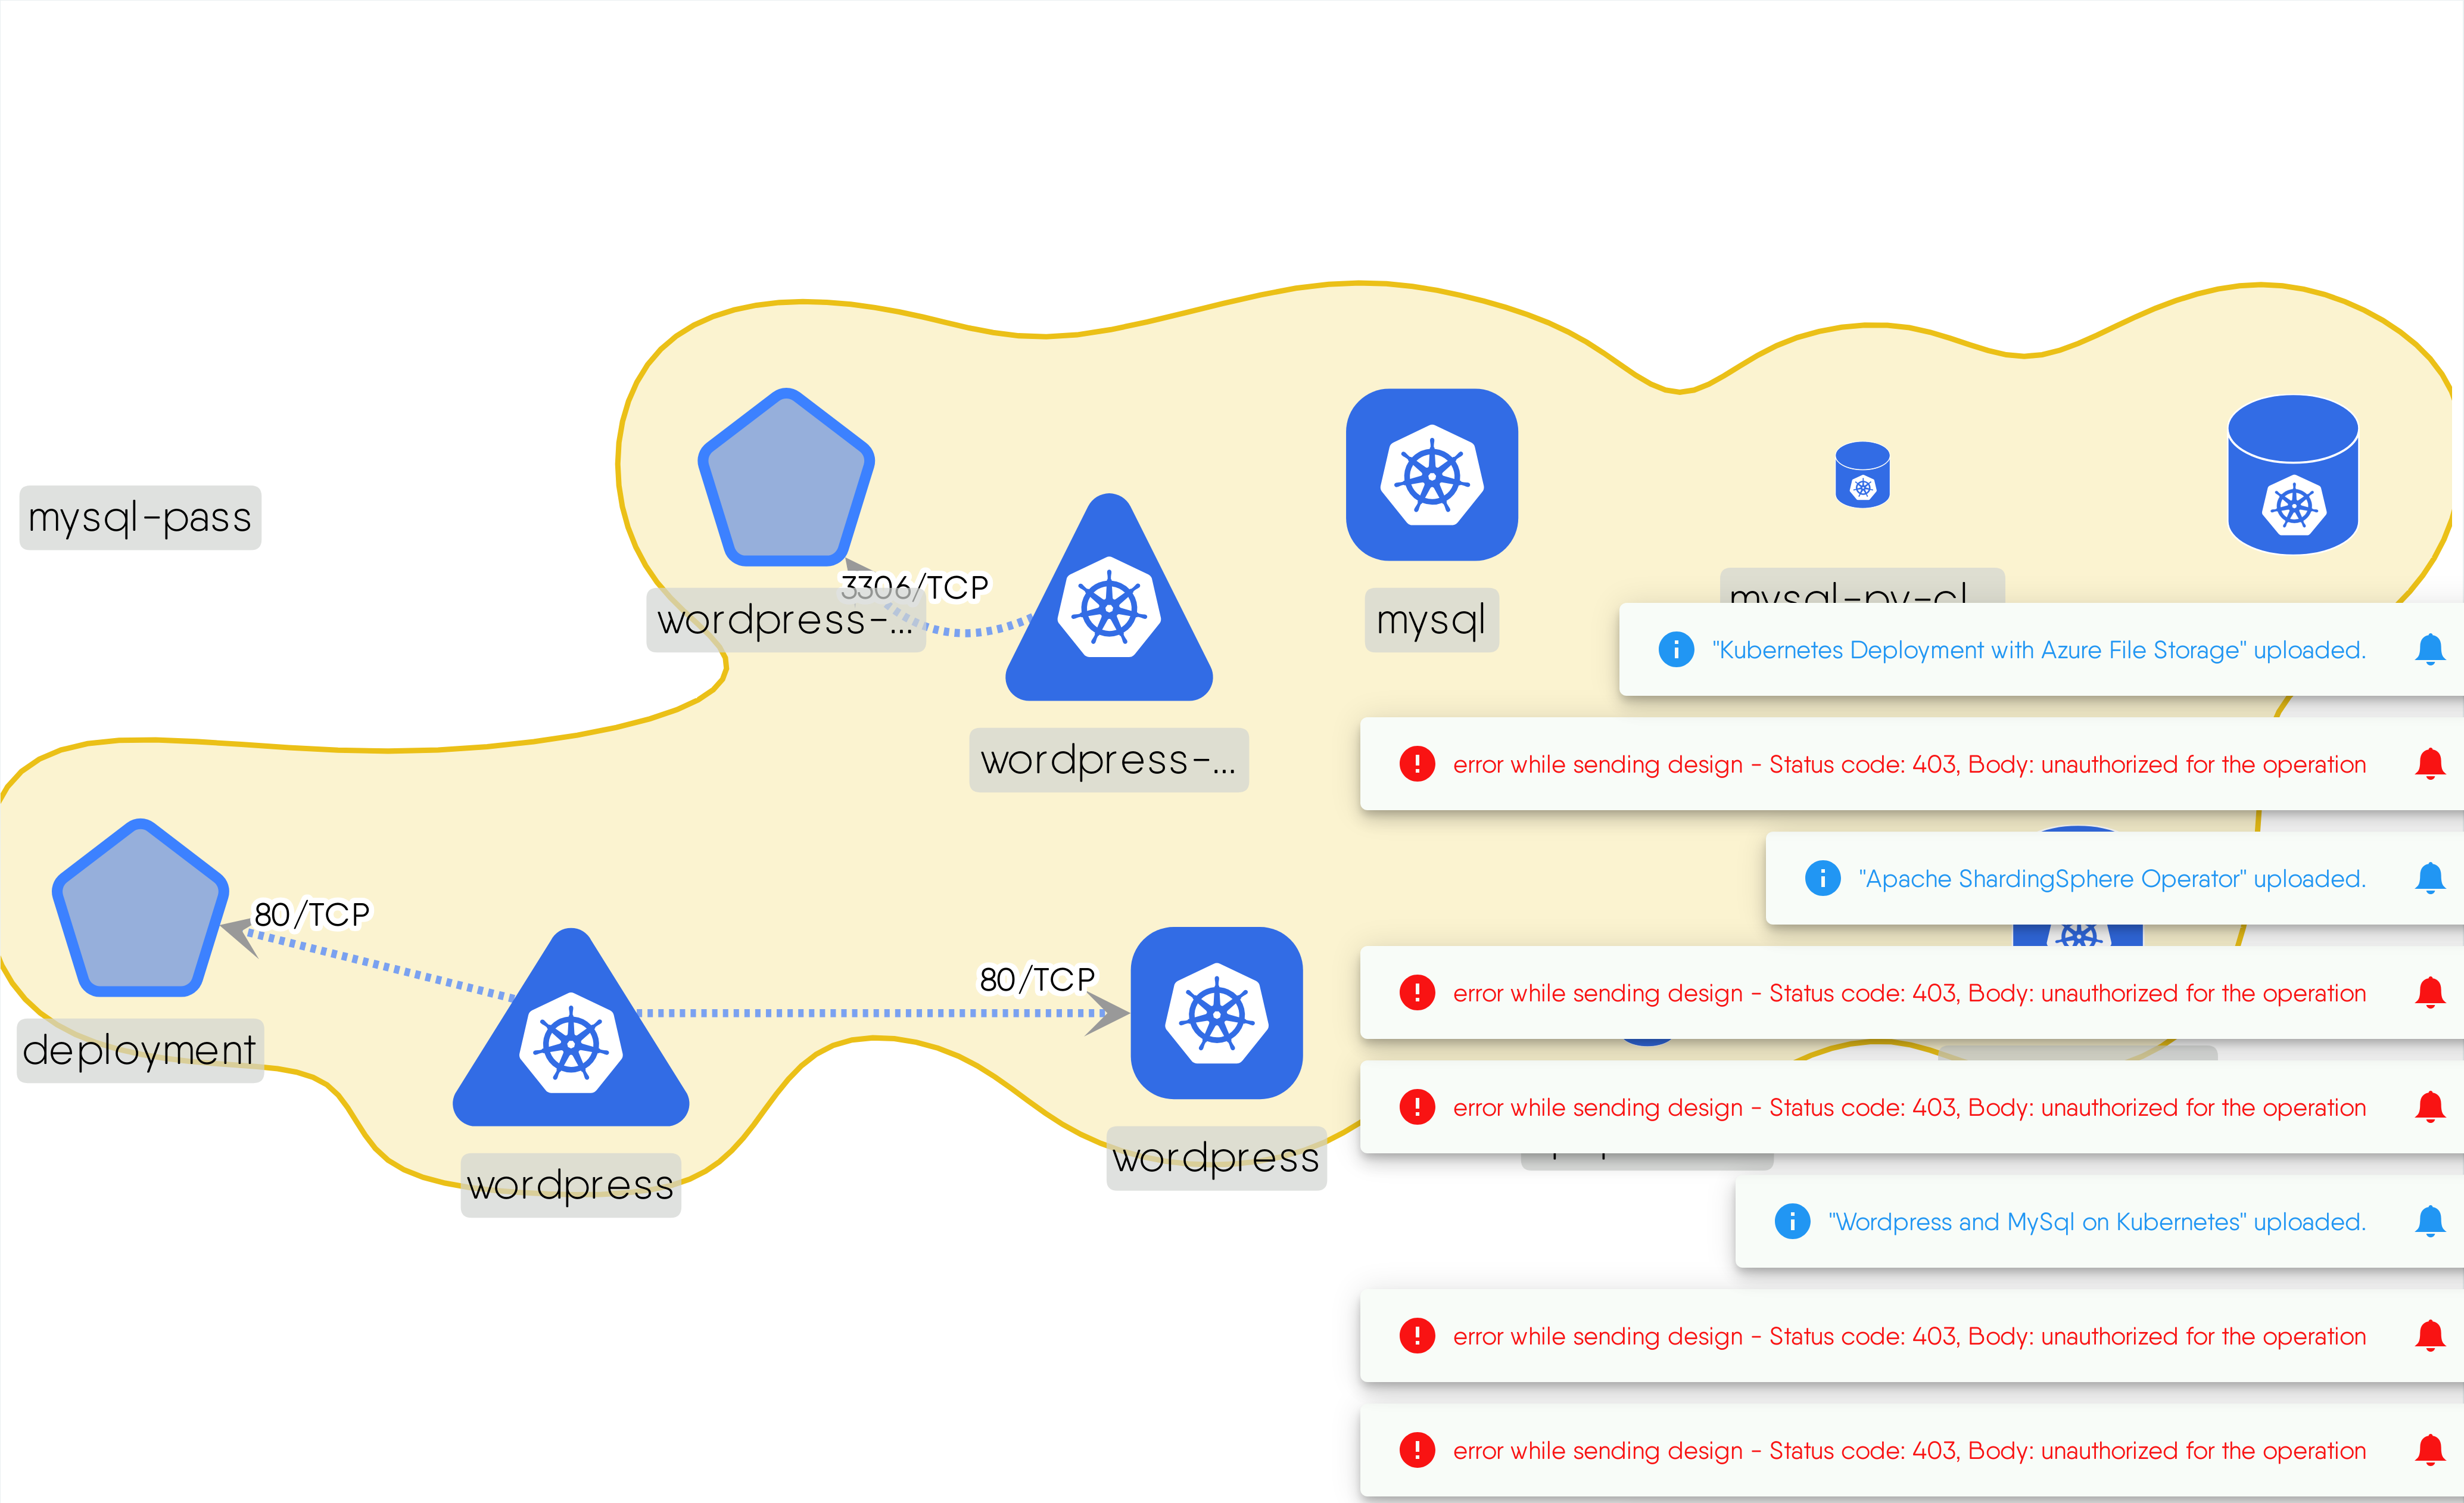 mysql-pass
3306/TCP
wordpress-...
wordpress-...
mysql
mysql-pv-cl...
"Kubernetes Deployment with Azure File Storage" uploaded.
error while sending design - Status code: 403, Body: unauthorized for the operation
"Apache ShardingSphere Operator" uploaded.
80/TCP
deployment
80/TCP
wordpress
wordpress
error while sending design - Status code: 403, Body: unauthorized for the operation
error while sending design - Status code: 403, Body: unauthorized for the operation
"Wordpress and MySql on Kubernetes" uploaded.
error while sending design - Status code: 403, Body: unauthorized for the operation
error while sending design - Status code: 403, Body: unauthorized for the operation